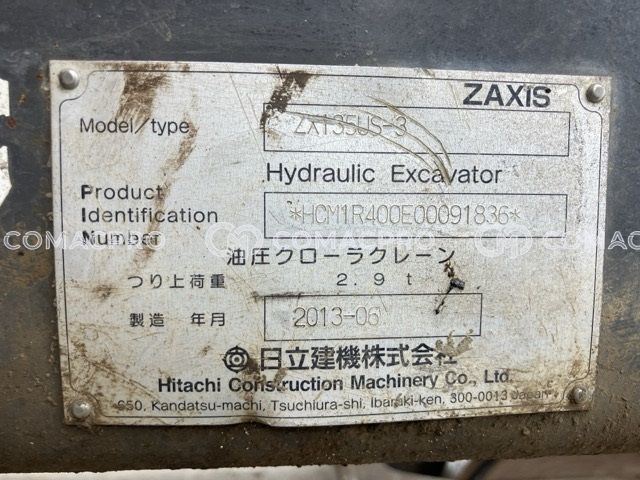 ZAXIS
Model/type ZX135US-3
Hydraulic Excavator
Product
Identification
Number *HCM1R400E00091836*
油圧クローラクレーン
つり上荷重 2.9t
製造 年月 2013-06
日立建機株式会社
Hitachi Construction Machinery Co., Ltd.
650, Kandatsu-machi, Tsuchiura-shi, Ibaraki-ken, 300-0013 Japan